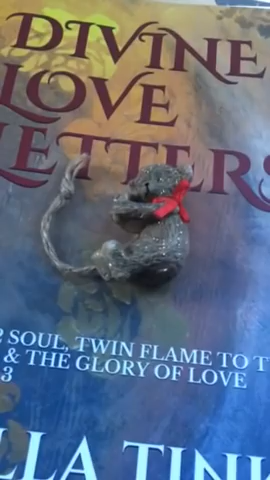 DIVINE
LOVE
LETTERS
SOUL, TWIN FLAME TO T
& THE GLORY OF LOVE
3
LLA TIN